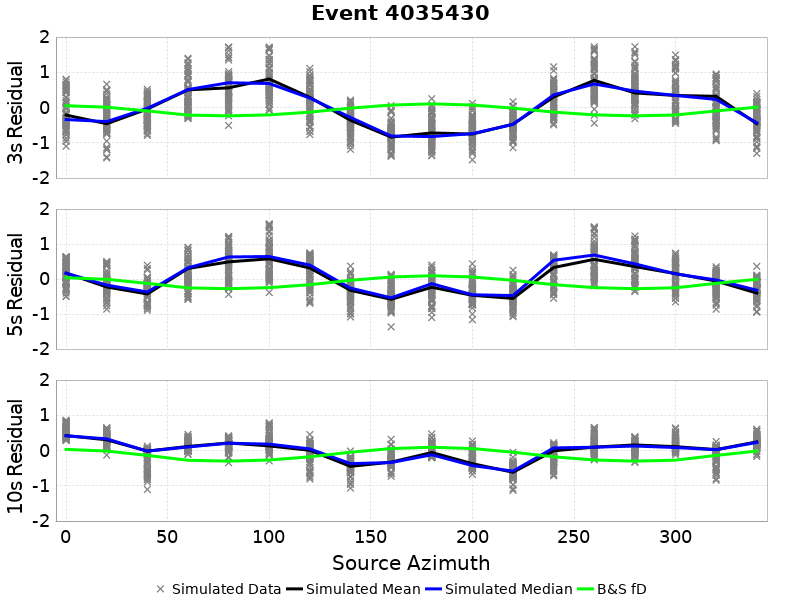 Event 4035430
2
1
0
-1
-2
3s Residual
2
1
0
-1
-2
5s Residual
2
1
0
-1
-2
10s Residual
0 50 100 150 200 250 300
Source Azimuth
Simulated Data Simulated Mean Simulated Median B&S fD